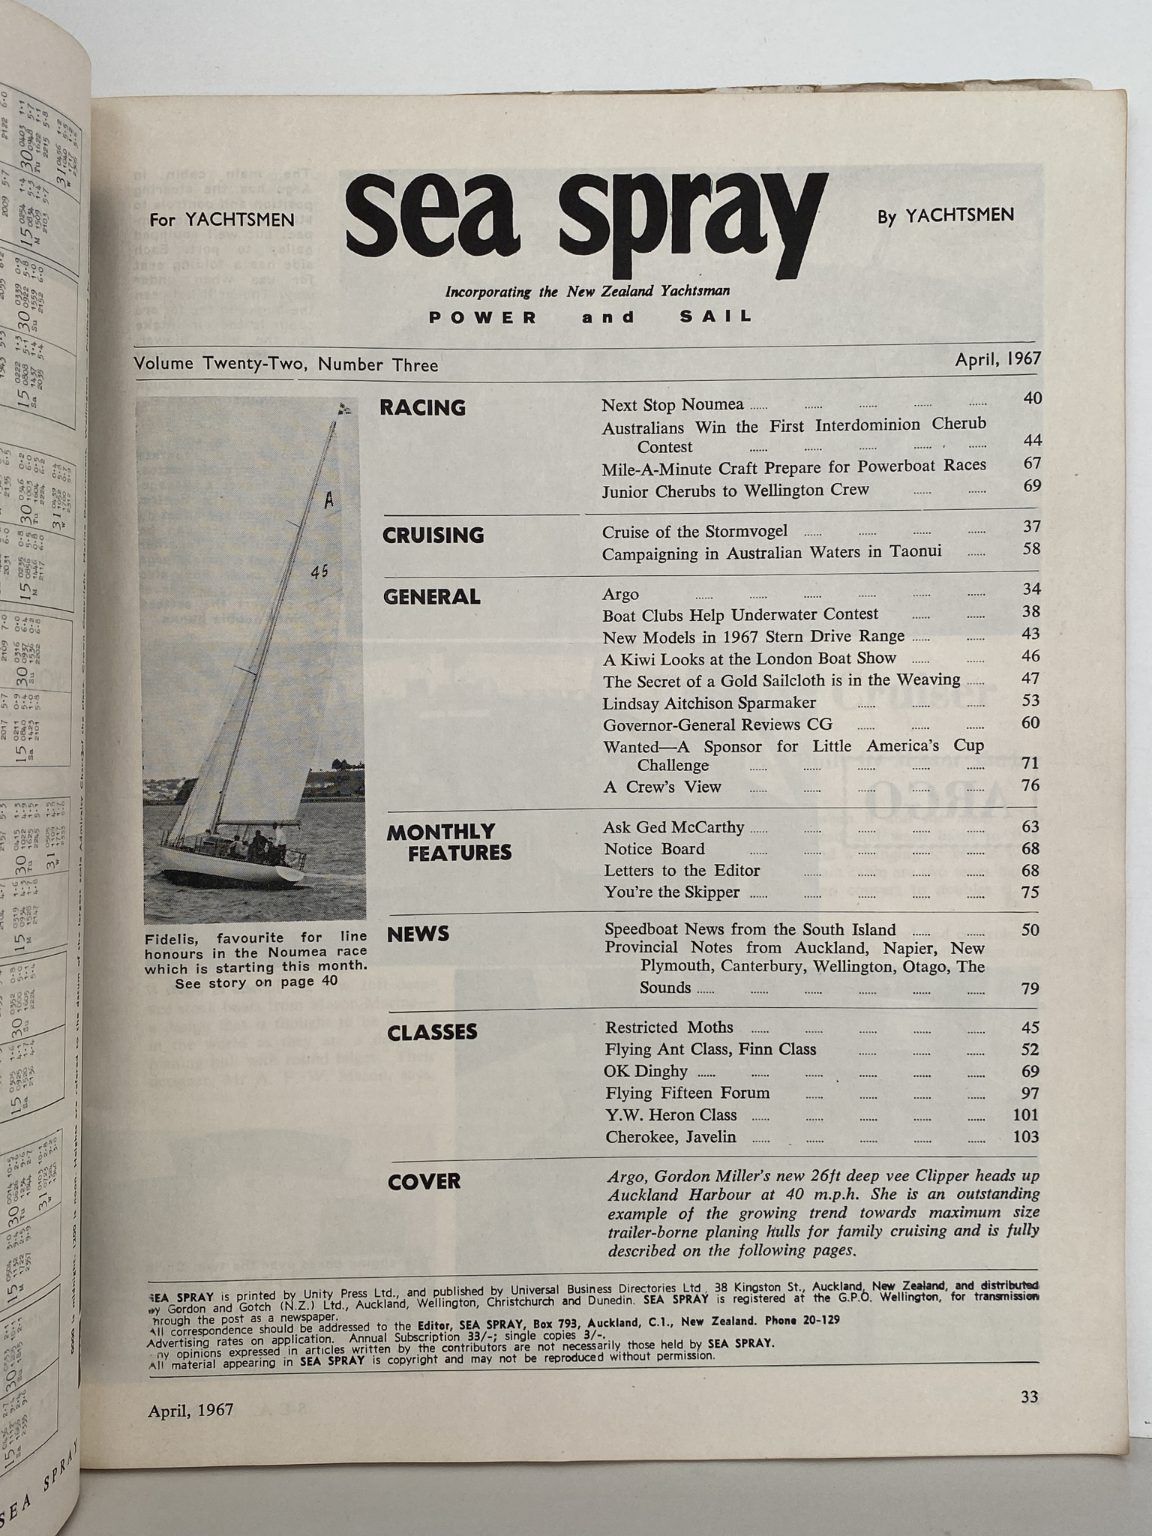 For YACHTSMEN
sea spray
By YACHTSMEN
Incorporating the New Zealand Yachtsman
POWER and SAIL
Volume Twenty-Two, Number Three
April, 1967
A
45
Fidelis, favourite for line
honours in the Noumea race
which is starting this month.
See story on page 40
RACING
Next Stop Noumea ...... ...... ...... ...... ...... 40
Australians Win the First Interdominion Cherub
Contest ...... ...... ...... ...... ...... 44
Mile-A-Minute Craft Prepare for Powerboat Races 67
Junior Cherubs to Wellington Crew ...... ...... 69
CRUISING
Cruise of the Stormvogel ...... ...... ...... ...... 37
Campaigning in Australian Waters in Taonui ...... 58
GENERAL
Argo ...... ...... ...... ...... ...... ...... 34
Boat Clubs Help Underwater Contest ...... ...... 38
New Models in 1967 Stern Drive Range ...... ...... 43
A Kiwi Looks at the London Boat Show ...... ...... 46
The Secret of a Gold Sailcloth is in the Weaving ...... 47
Lindsay Aitchison Sparmaker ...... ...... ...... 53
Governor-General Reviews CG ...... ...... ...... 60
Wanted—A Sponsor for Little America's Cup
Challenge ...... ...... ...... ...... ...... 71
A Crew's View ...... ...... ...... ...... ...... 76
MONTHLY
FEATURES
Ask Ged McCarthy ...... ...... ...... ...... ...... 63
Notice Board ...... ...... ...... ...... ...... 68
Letters to the Editor ...... ...... ...... ...... 68
You're the Skipper ...... ...... ...... ...... ...... 75
NEWS
Speedboat News from the South Island ...... ...... 50
Provincial Notes from Auckland, Napier, New
Plymouth, Canterbury, Wellington, Otago, The
Sounds ...... ...... ...... ...... ...... ...... 79
CLASSES
Restricted Moths ...... ...... ...... ...... ...... 45
Flying Ant Class, Finn Class ...... ...... ...... 52
OK Dinghy ...... ...... ...... ...... ...... ...... 69
Flying Fifteen Forum ...... ...... ...... ...... 97
Y.W. Heron Class ...... ...... ...... ...... ...... 101
Cherokee, Javelin ...... ...... ...... ...... ...... 103
COVER
Argo, Gordon Miller's new 26ft deep vee Clipper heads up
Auckland Harbour at 40 m.p.h. She is an outstanding
example of the growing trend towards maximum size
trailer-borne planing hulls for family cruising and is fully
described on the following pages.
SEA SPRAY is printed by Unity Press Ltd., and published by Universal Business Directories Ltd., 38 Kingston St., Auckland, New Zealand, and distributed
by Gordon and Gotch (N.Z.) Ltd., Auckland, Wellington, Christchurch and Dunedin. SEA SPRAY is registered at the G.P.O. Wellington, for transmission
through the post as a newspaper.
All correspondence should be addressed to the Editor, SEA SPRAY, Box 793, Auckland, C.1., New Zealand. Phone 20-129
Advertising rates on application. Annual Subscription 33/-; single copies 3/-.
Any opinions expressed in articles written by the contributors are not necessarily those held by SEA SPRAY.
All material appearing in SEA SPRAY is copyright and may not be reproduced without permission.
April, 1967
33
SEA SPRAY